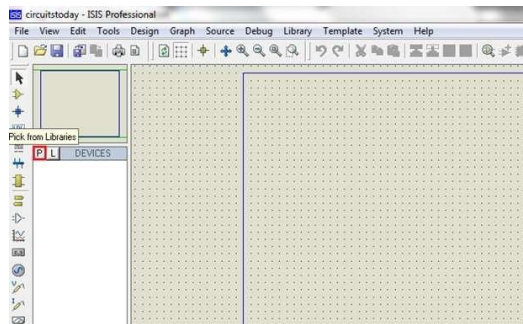 ISIS circuitstoday - ISIS Professional
File View Edit Tools Design Graph Source Debug Library Template System Help
Pick from Libraries
P L DEVICES